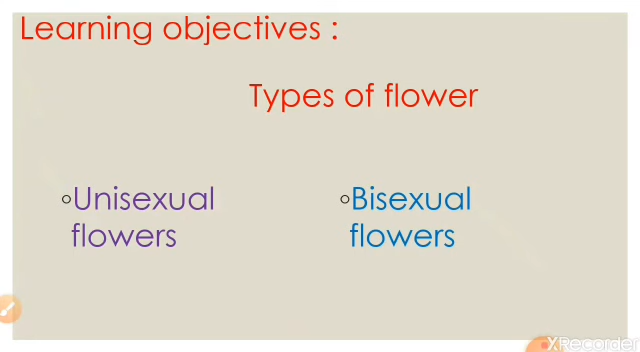 Learning objectives :
Types of flower
Unisexual
flowers
Bisexual
flowers
XRecorder